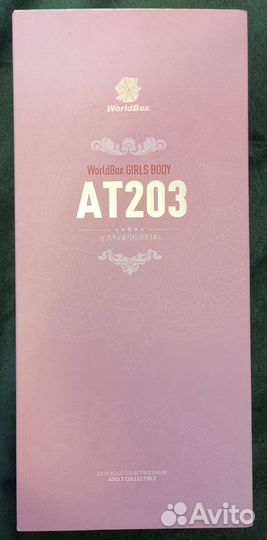 WorldBox
WorldBox GIRLS BODY
AT203
CRAZY DURABLE
SIXTH SCALE COLLECTIBLE FIGURE
ADULT COLLECTIBLE
Avito